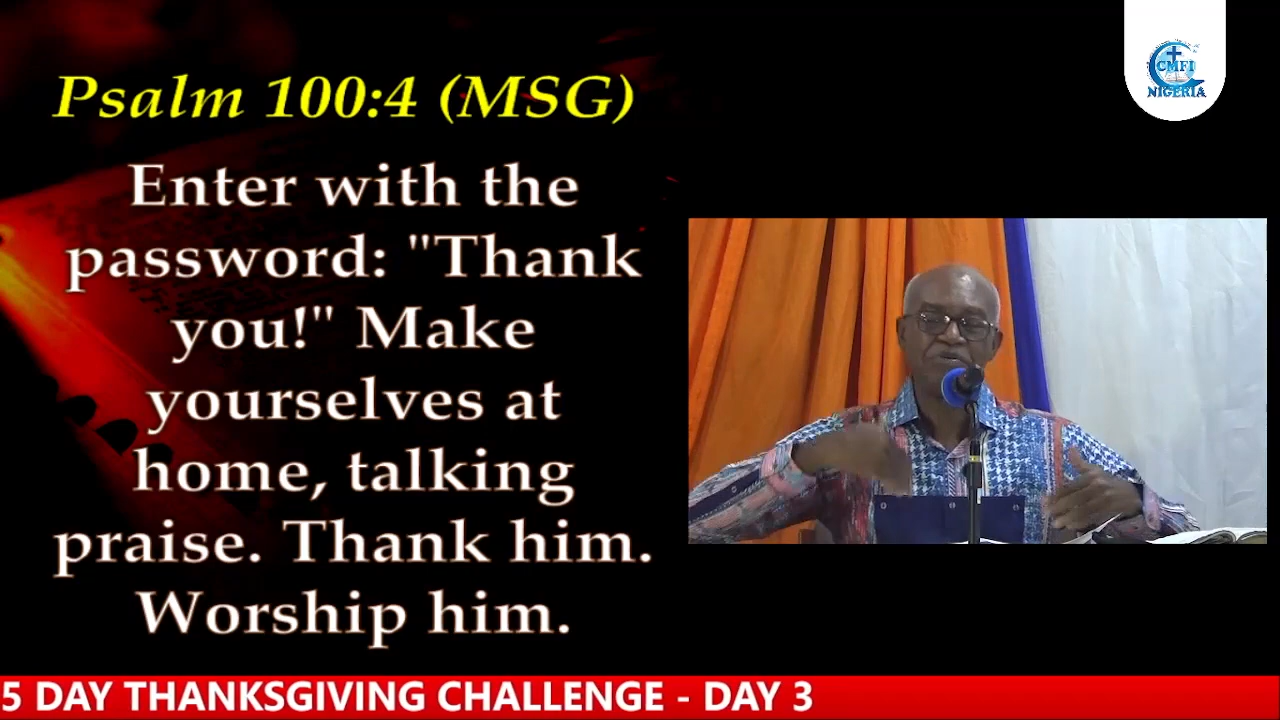 Psalm 100:4 (MSG)
Enter with the
password: "Thank
you!" Make
yourselves at
home, talking
praise. Thank him.
Worship him.
CMFI
NIGERIA
5 DAY THANKSGIVING CHALLENGE - DAY 3